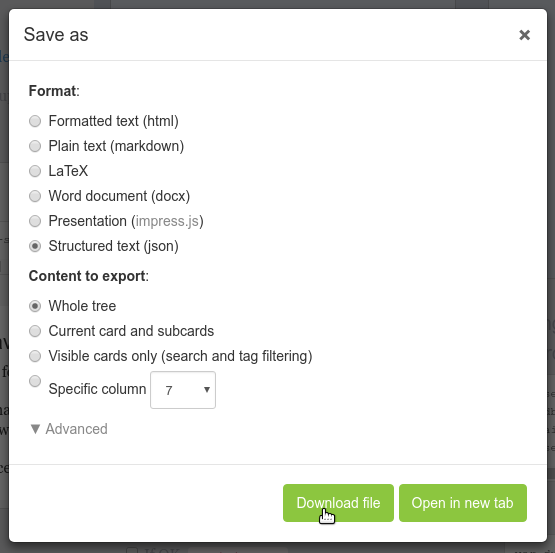 Save as
Format:
Formatted text (html)
Plain text (markdown)
LaTeX
Word document (docx)
Presentation (impress.js)
Structured text (json)
Content to export:
Whole tree
Current card and subcards
Visible cards only (search and tag filtering)
Specific column 7
Advanced
Download file Open in new tab